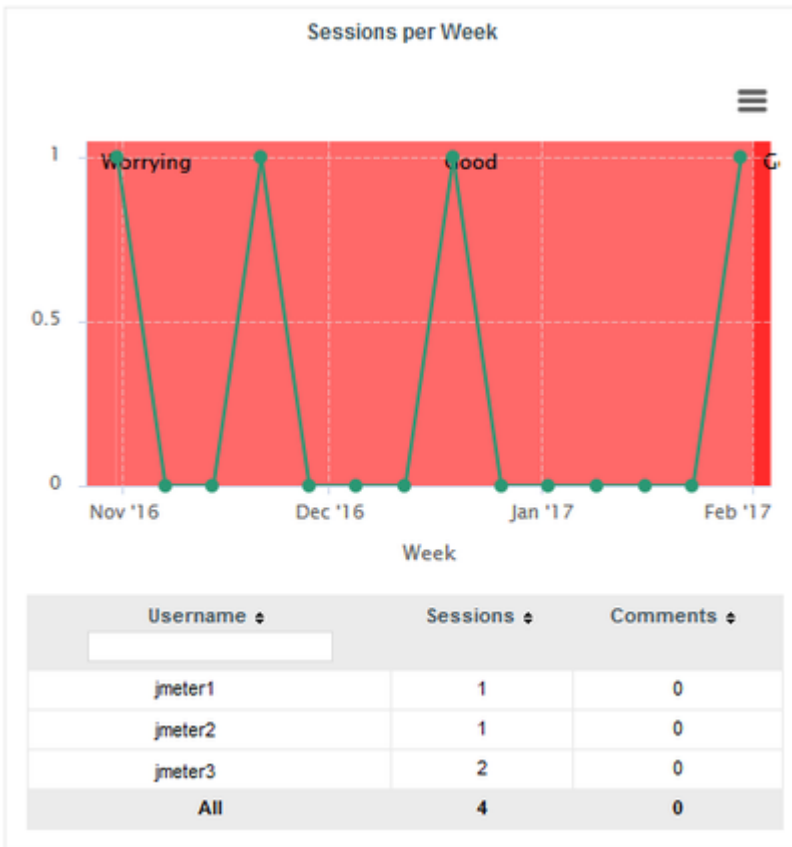 Sessions per Week
1 Worrying Good
0.5
0
Nov '16 Dec '16 Jan '17 Feb '17
Week
Username Sessions Comments
jmeter1 1 0
jmeter2 1 0
jmeter3 2 0
All 4 0